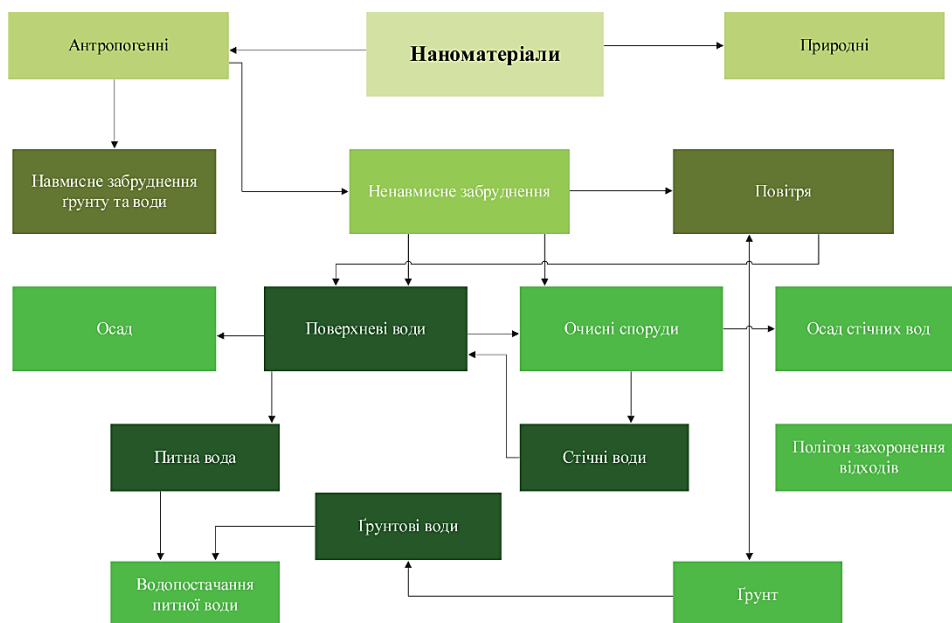 Антропогенні
Наноматеріали
Природні
Навмисне забруднення
ґрунту та води
Ненавмисне забруднення
Повітря
Осад
Поверхневі води
Очисні споруди
Осад стічних вод
Питна вода
Стічні води
Полігон захоронення
відходів
Ґрунтові води
Водопостачання
питної води
Ґрунт